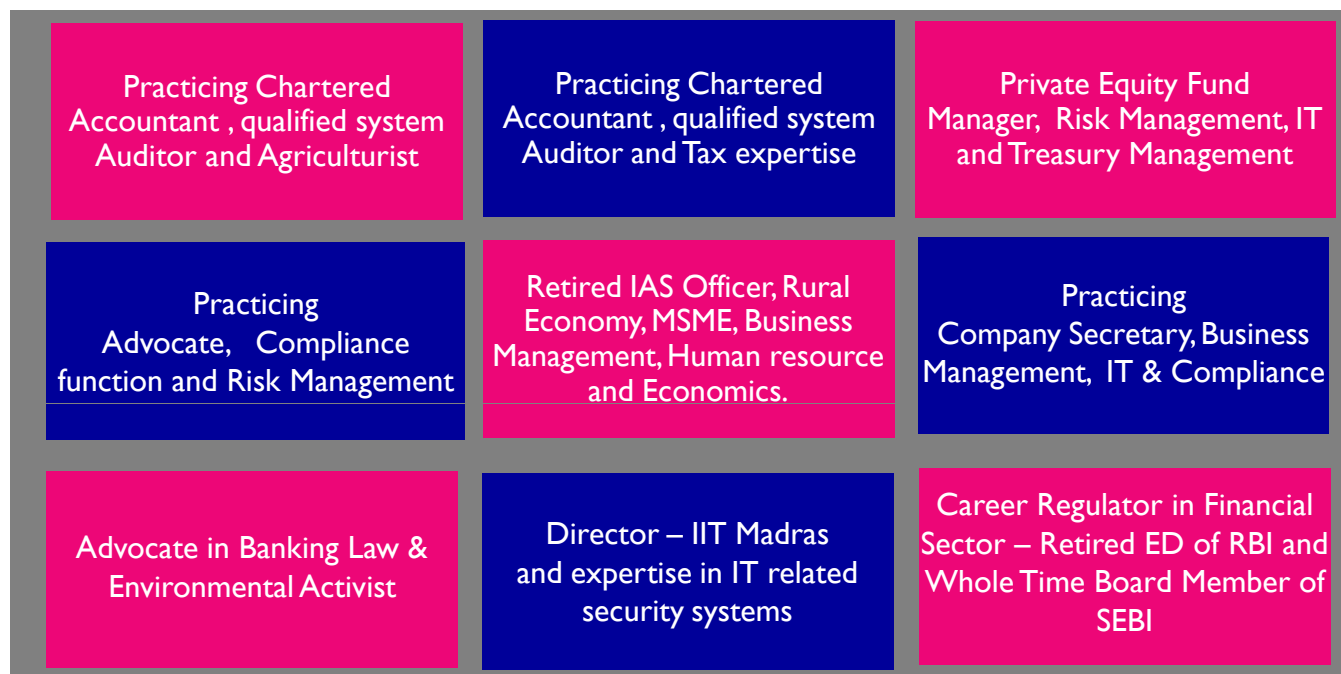 Practicing Chartered
Accountant , qualified system
Auditor and Agriculturist
Practicing Chartered
Accountant , qualified system
Auditor and Tax expertise
Private Equity Fund
Manager, Risk Management, IT
and Treasury Management
Practicing
Advocate, Compliance
function and Risk Management
Retired IAS Officer, Rural
Economy, MSME, Business
Management, Human resource
and Economics.
Practicing
Company Secretary, Business
Management, IT & Compliance
Advocate in Banking Law &
Environmental Activist
Director – IIT Madras
and expertise in IT related
security systems
Career Regulator in Financial
Sector – Retired ED of RBI and
Whole Time Board Member of
SEBI